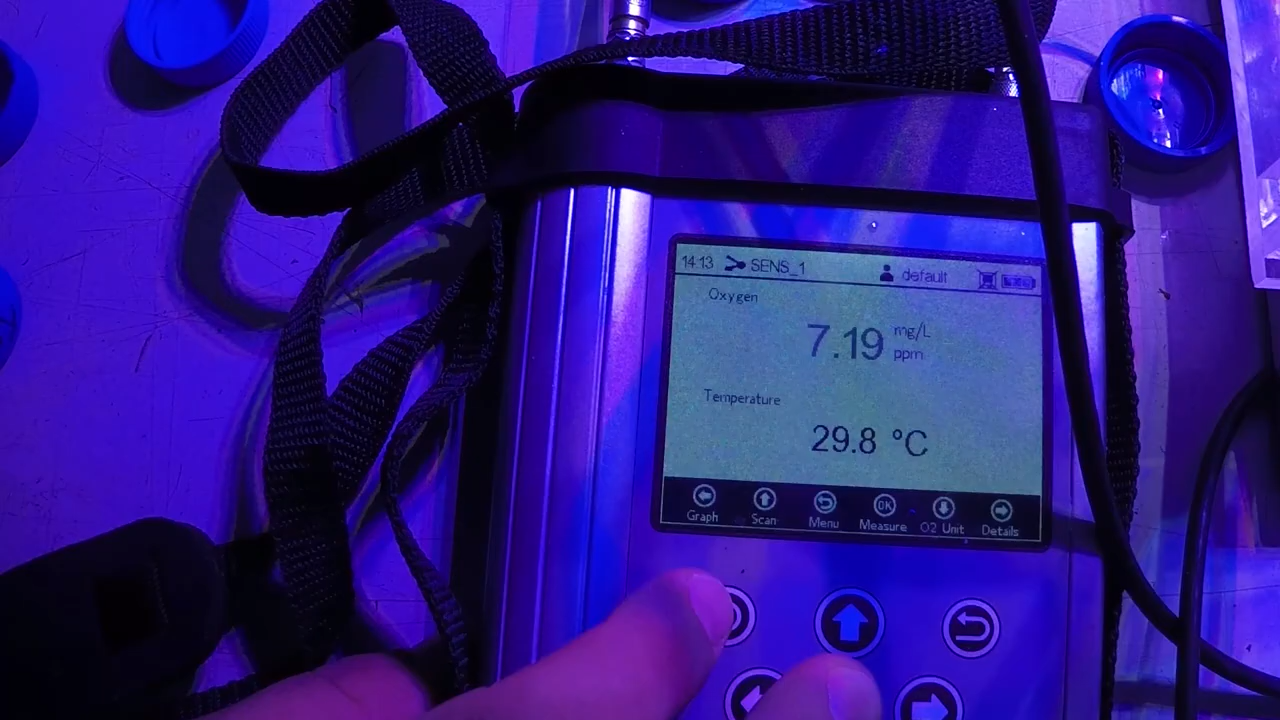 14:13 SENS_1 default
Oxygen
7.19 mg/L
ppm
Temperature
29.8 °C
OK
Graph Scan Menu Measure O2 Unit Details